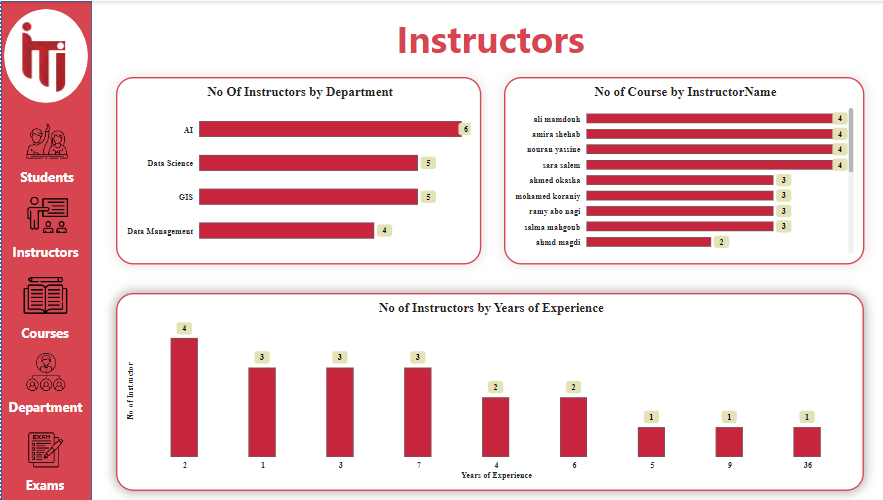 iTi
Instructors
Students
Instructors
Courses
Department
EXAM
Exams
No Of Instructors by Department
AI 6
Data Science 5
GIS 5
Data Management 4
No of Course by InstructorName
ali mamdouh 4
amira shehab 4
nouran yassine 4
sara salem 4
ahmed okasha 3
mohamed koraniy 3
ramy abo nagi 3
salma mahgoub 3
ahmd magdi 2
No of Instructors by Years of Experience
No of Instructor
4 3 3 3 2 2 1 1 1
2 1 3 7 4 6 5 9 36
Years of Experience